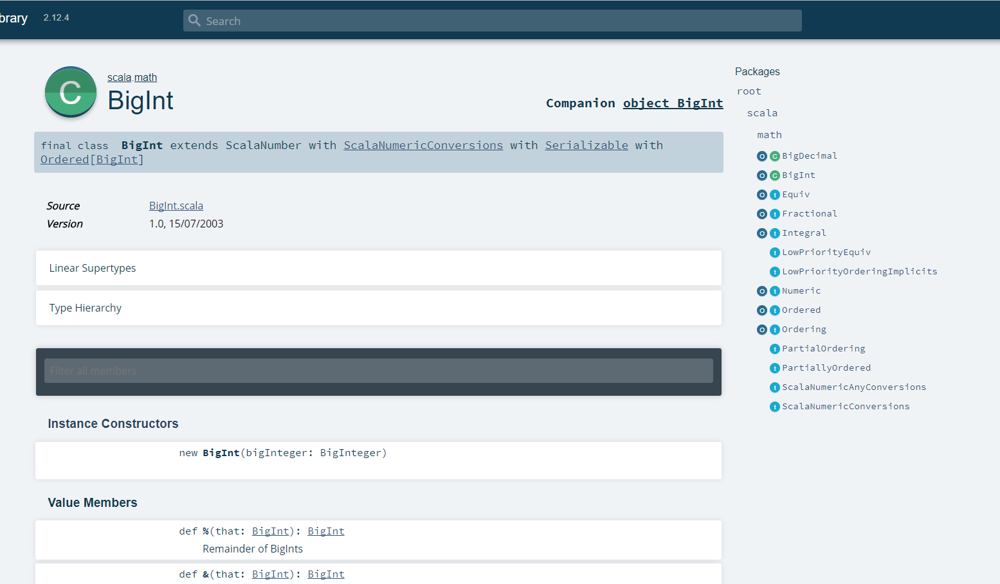 brary 2.12.4
Search
C
scala.math
BigInt
Companion object BigInt
final class BigInt extends ScalaNumber with ScalaNumericConversions with Serializable with
Ordered[BigInt]
Source BigInt.scala
Version 1.0, 15/07/2003
Linear Supertypes
Type Hierarchy
Filter all members
Instance Constructors
new BigInt(bigInteger: BigInteger)
Value Members
def %(that: BigInt): BigInt
Remainder of BigInts
def &(that: BigInt): BigInt
Packages
root
scala
math
O C BigDecimal
O C BigInt
O t Equiv
O t Fractional
O t Integral
t LowPriorityEquiv
t LowPriorityOrderingImplicits
O t Numeric
O t Ordered
O t Ordering
t PartialOrdering
t PartiallyOrdered
t ScalaNumericAnyConversions
t ScalaNumericConversions